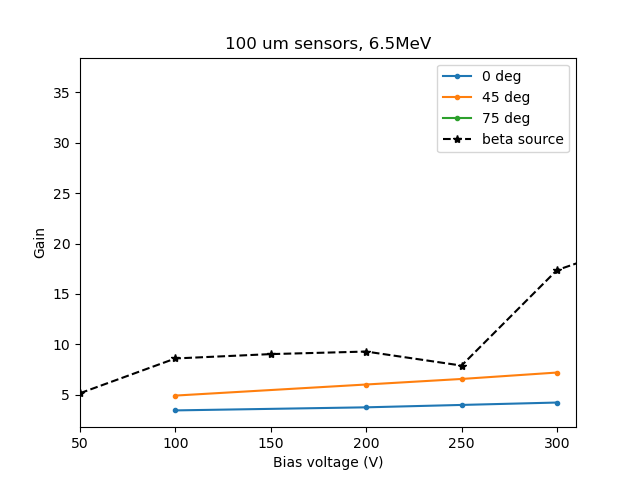 100 um sensors, 6.5MeV
0 deg
45 deg
75 deg
beta source
Gain
35
30
25
20
15
10
5
50
100
150
200
250
300
Bias voltage (V)